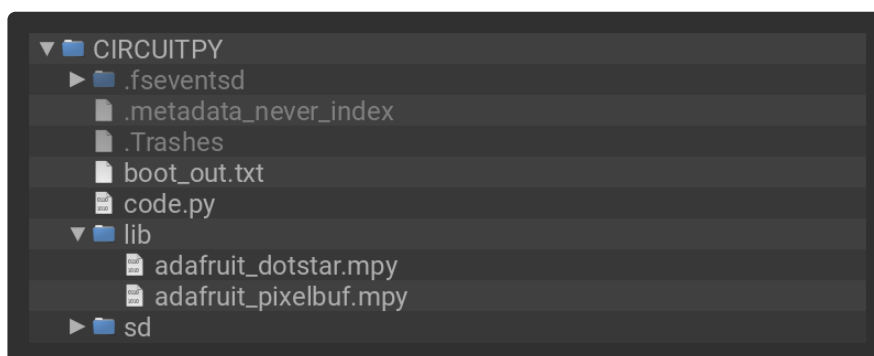 CIRCUITPY
.fseventsd
.metadata_never_index
.Trashes
boot_out.txt
code.py
lib
adafruit_dotstar.mpy
adafruit_pixelbuf.mpy
sd